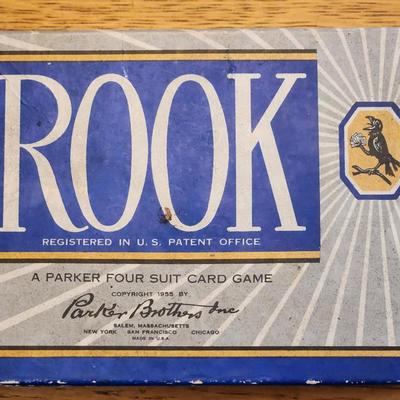 ROOK
REGISTERED IN U.S. PATENT OFFICE
A PARKER FOUR SUIT CARD GAME
COPYRIGHT 1955 BY
Parker Brothers Inc
SALEM, MASSACHUSETTS
NEW YORK SAN FRANCISCO CHICAGO
MADE IN U.S.A.